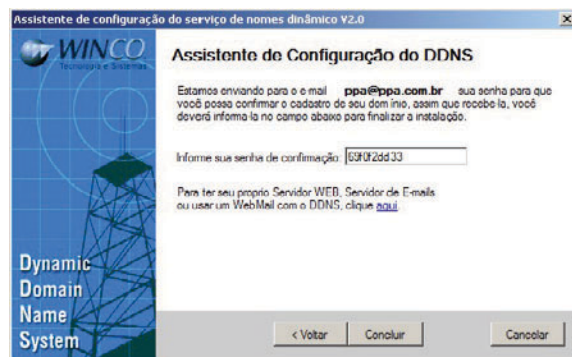 Assistente de configuração do serviço de nomes dinâmico V2.0
WINCO
Tecnologia e Sistemas
Assistente de Configuração do DDNS
Estamos enviando para o e mail ppa@ppa.com.br sua senha para que
você possa confirmar o cadastro de seu domínio, assim que recebe-la, você
deverá informa-la no campo abaixo para finalizar a instalação.
Informe sua senha de confirmação: 69f0f2dd33
Para ter seu proprio Servidor WEB, Servidor de E-mails
ou usar um WebMail com o DDNS, clique aqui.
Dynamic
Domain
Name
System
< Voltar
Concluir
Cancelar